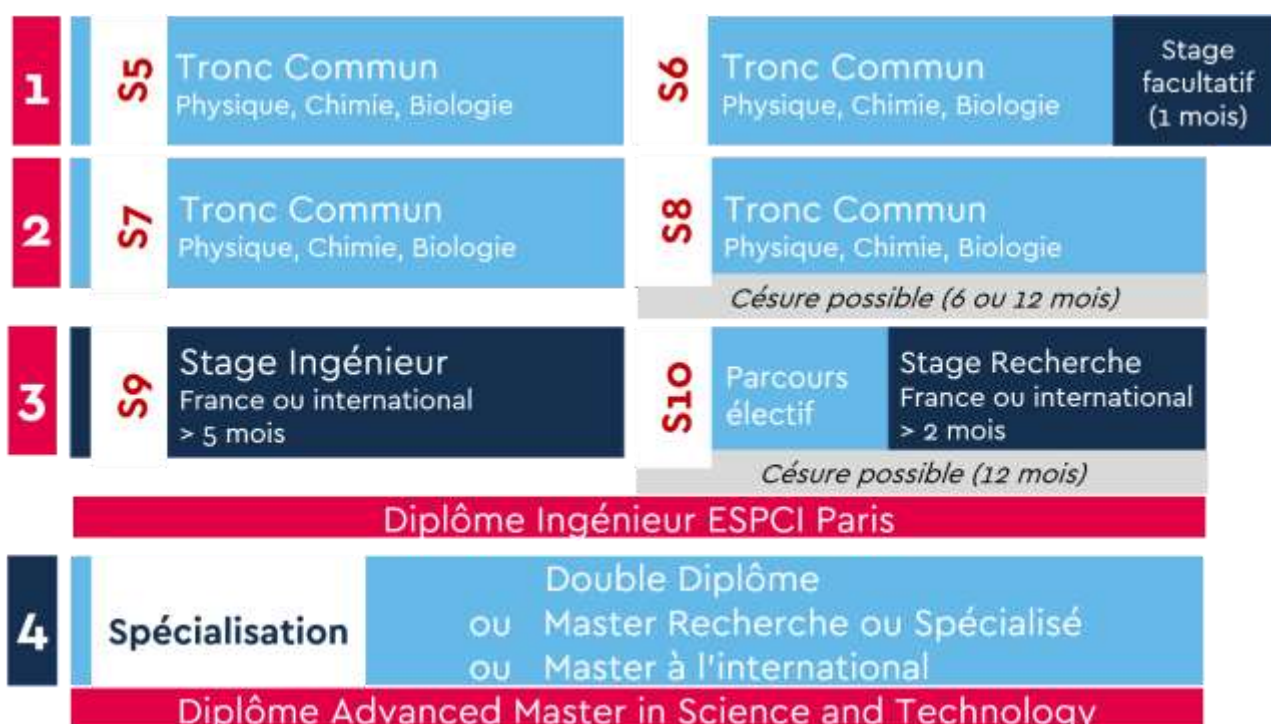 1
S5
Tronc Commun
Physique, Chimie, Biologie
S6
Tronc Commun
Physique, Chimie, Biologie
Stage
facultatif
(1 mois)
2
S7
Tronc Commun
Physique, Chimie, Biologie
S8
Tronc Commun
Physique, Chimie, Biologie
Césure possible (6 ou 12 mois)
3
S9
Stage Ingénieur
France ou international
> 5 mois
S10
Parcours
électif
Stage Recherche
France ou international
> 2 mois
Césure possible (12 mois)
Diplôme Ingénieur ESPCI Paris
4
Spécialisation
Double Diplôme
ou Master Recherche ou Spécialisé
ou Master à l'international
Diplôme Advanced Master in Science and Technology